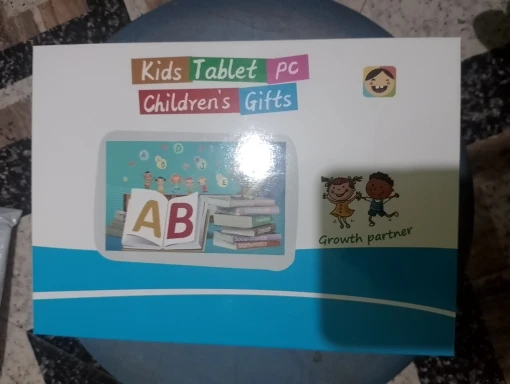 Kids Tablet PC
Children's Gifts
AB
Growth partner